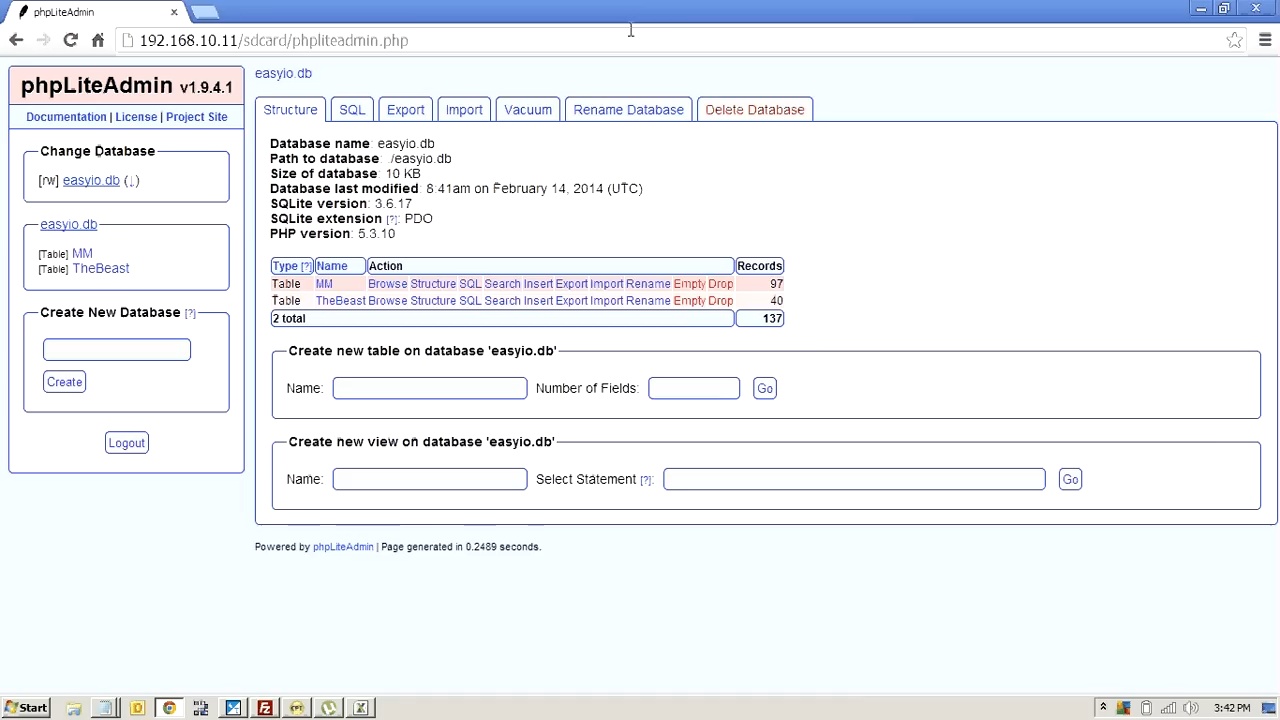 phpLiteAdmin
192.168.10.11/sdcard/phpliteadmin.php
phpLiteAdmin v1.9.4.1
Documentation | License | Project Site
Change Database
[rw] easyio.db (↓)
easyio.db
[Table] MM
[Table] TheBeast
Create New Database [?]
Create
Logout
easyio.db
Structure SQL Export Import Vacuum Rename Database Delete Database
Database name: easyio.db
Path to database: ./easyio.db
Size of database: 10 KB
Database last modified: 8:41am on February 14, 2014 (UTC)
SQLite version: 3.6.17
SQLite extension [?]: PDO
PHP version: 5.3.10
Type [?] Name Action Records
Table MM Browse Structure SQL Search Insert Export Import Rename Empty Drop 97
Table TheBeast Browse Structure SQL Search Insert Export Import Rename Empty Drop 40
2 total 137
Create new table on database 'easyio.db'
Name: Number of Fields: Go
Create new view on database 'easyio.db'
Name: Select Statement [?]: Go
Powered by phpLiteAdmin | Page generated in 0.2489 seconds.
Start 3:42 PM